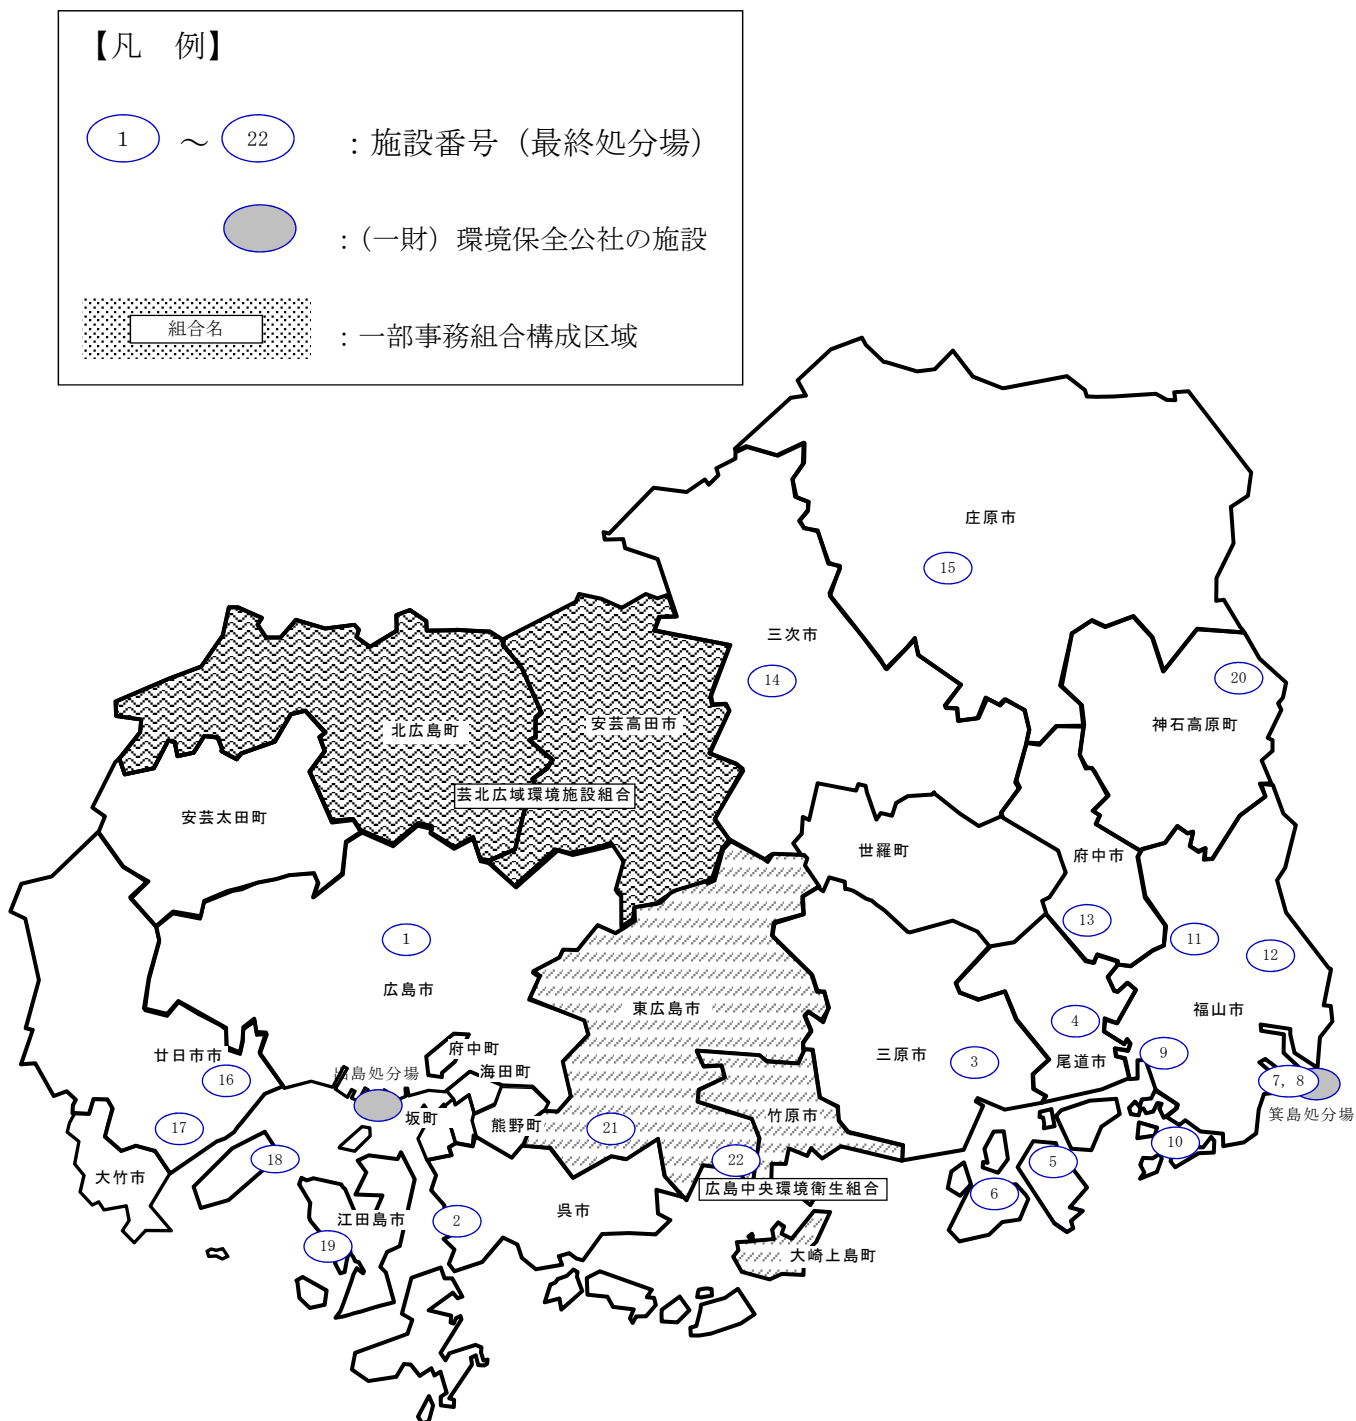 【凡　例】
1 ～ 22 ：施設番号（最終処分場）
：（一財）環境保全公社の施設
組合名 ：一部事務組合構成区域
庄原市
15
三次市
14
20
神石高原町
北広島町
安芸高田市
芸北広域環境施設組合
安芸太田町
世羅町
府中市
13
11
12
福山市
1
広島市
東広島市
4
尾道市
9
三原市
3
7，8
箕島処分場
府中町
海田町
廿日市市
16
出島処分場
坂町
熊野町
竹原市
21
22
広島中央環境衛生組合
10
5
6
17
18
大竹市
江田島市
19
2
呉市
大崎上島町